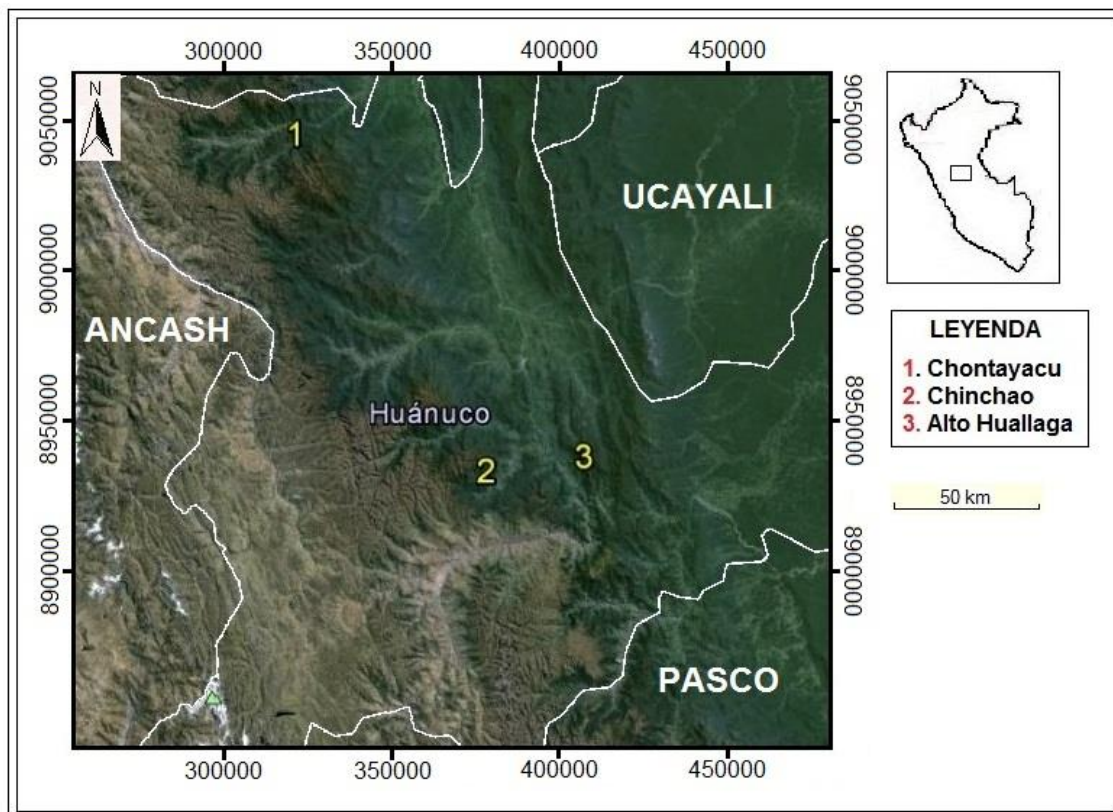 300000 350000 400000 450000
N
9050000 9050000
1
UCAYALI
9000000 9000000
ANCASH
LEYENDA
1. Chontayacu
2. Chinchao
3. Alto Huallaga
Huánuco
8950000 8950000
2 3
50 km
8900000 8900000
PASCO
300000 350000 400000 450000